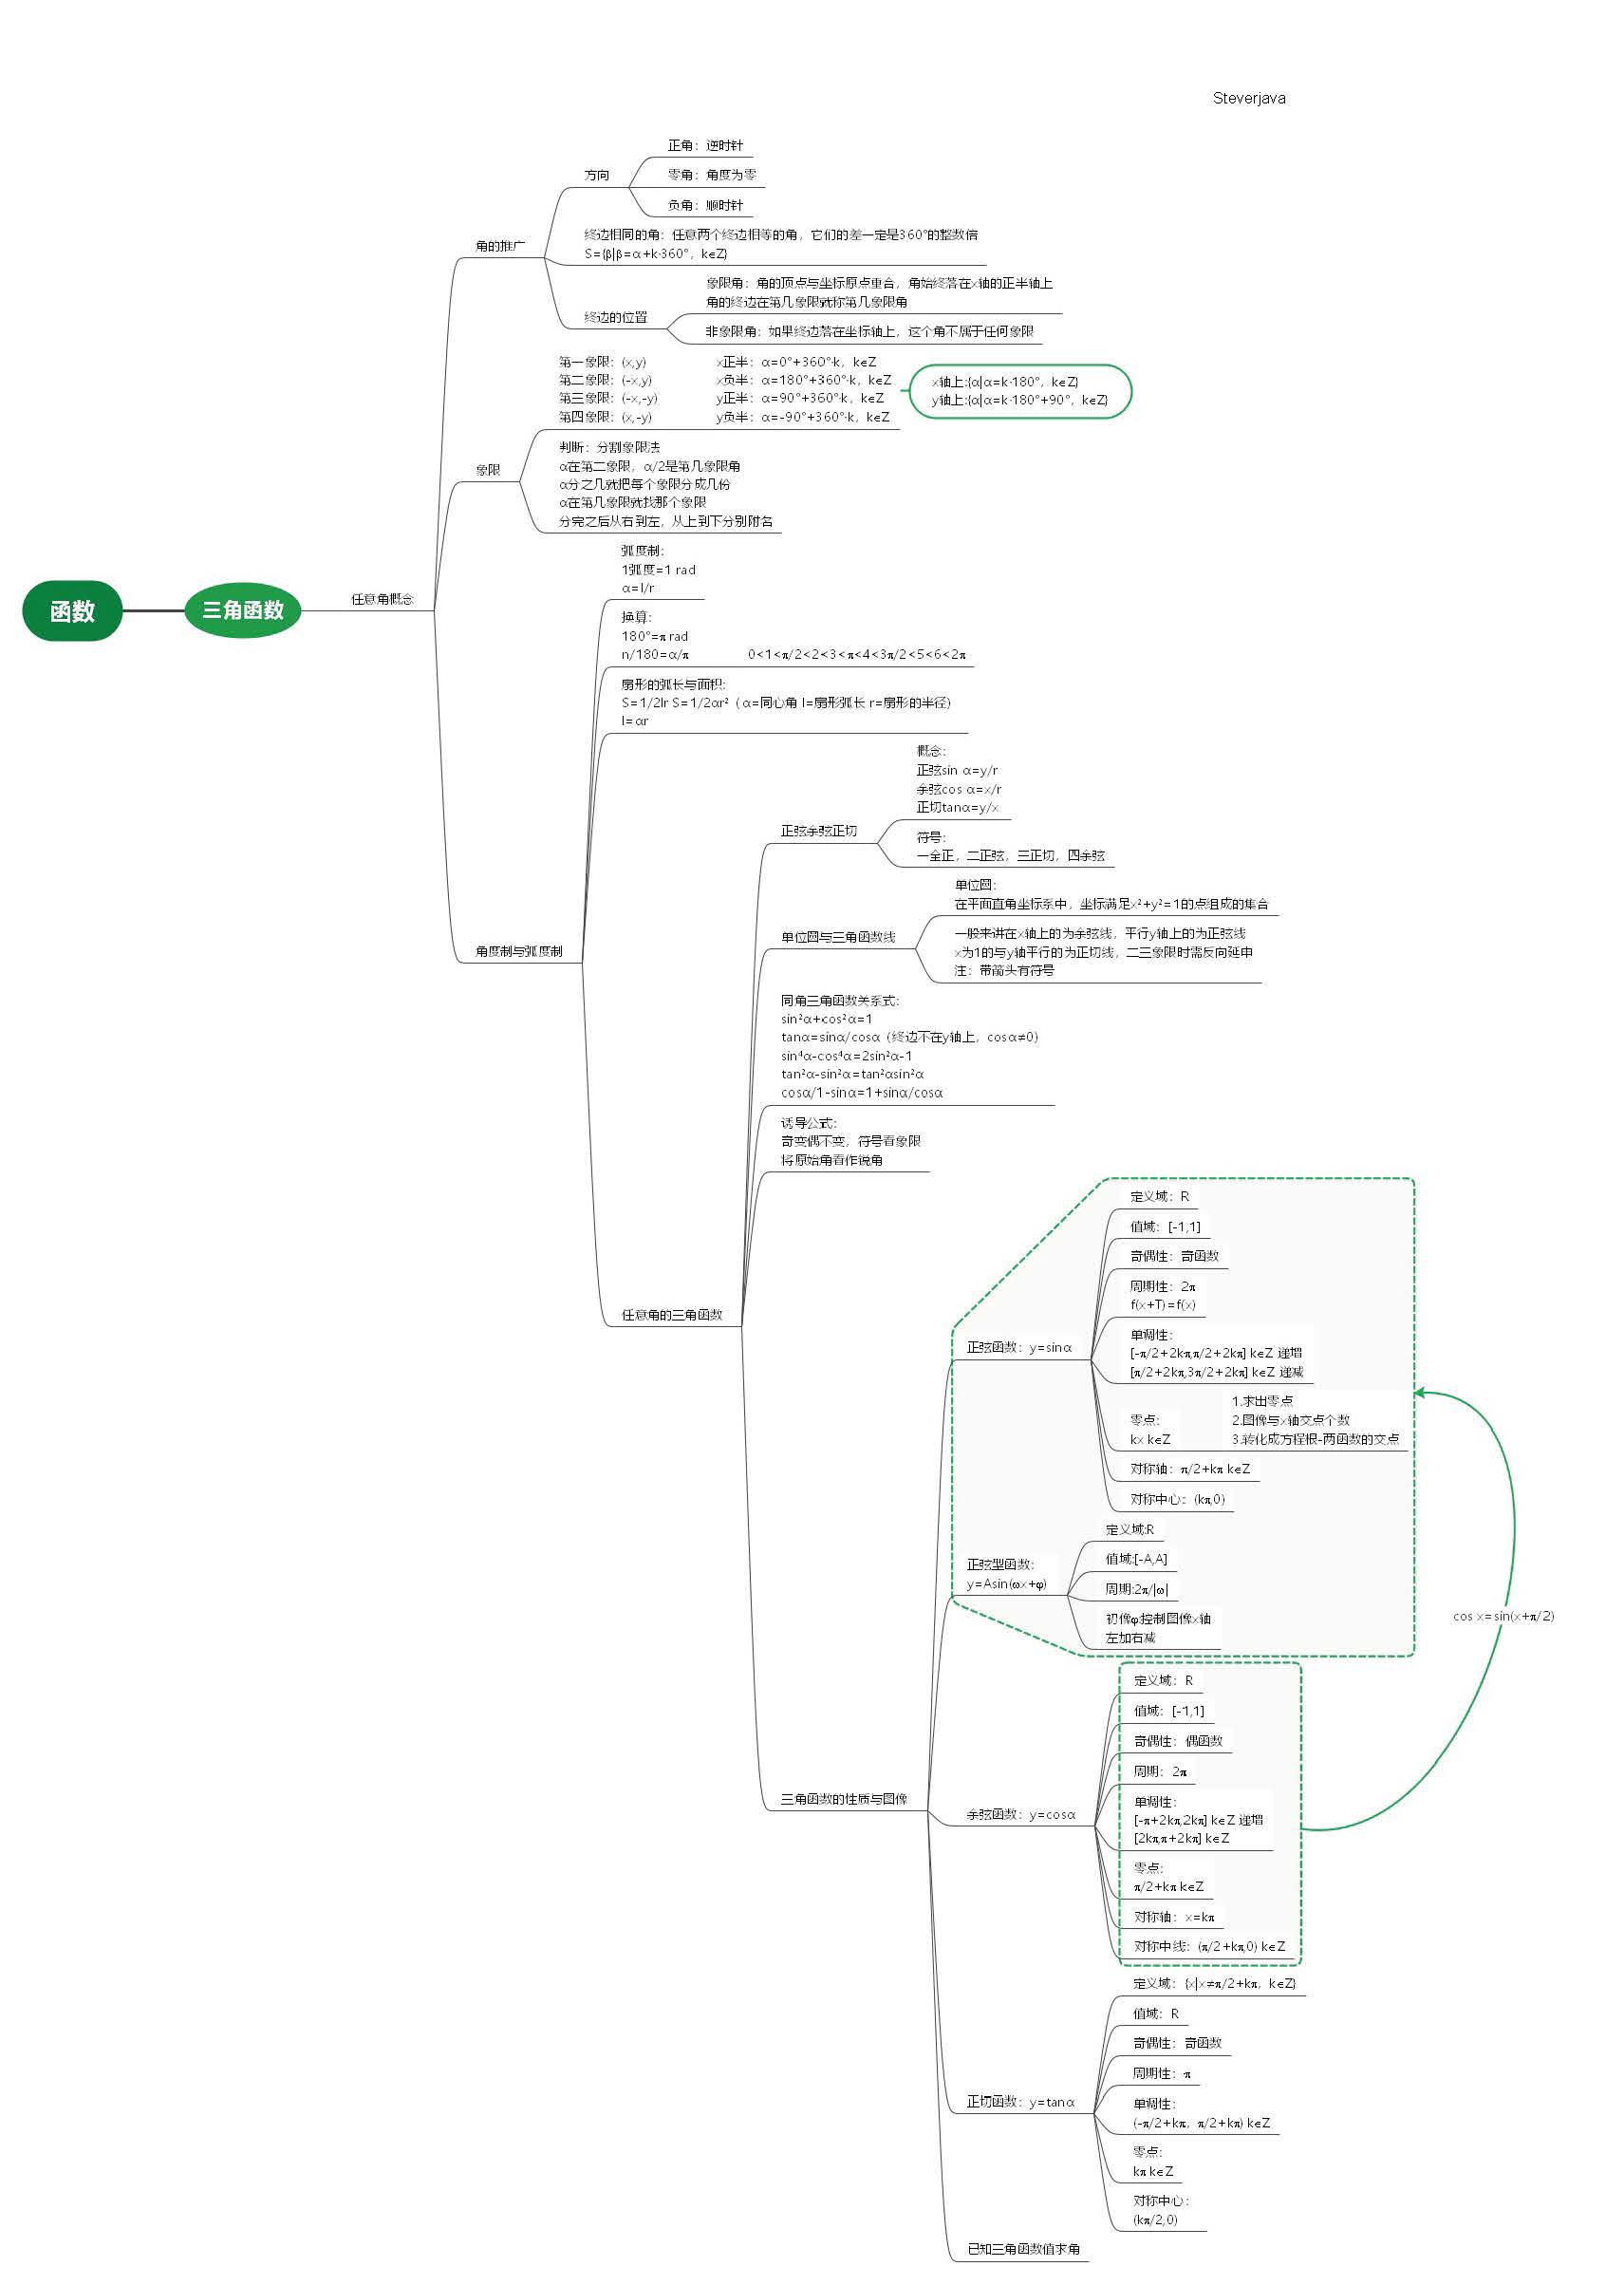 Steverjava
函数
三角函数
任意角概念
角的推广
方向
正角：逆时针
零角：角度为零
负角：顺时针
终边相同的角：任意两个终边相等的角，它们的差一定是360°的整数倍
S={β|β=α+k·360°，k∈Z}
终边的位置
象限角：角的顶点与坐标原点重合，角始终落在x轴的正半轴上
角的终边在第几象限就称第几象限角
非象限角：如果终边落在坐标轴上，这个角不属于任何象限
象限
第一象限：(x,y) x正半：α=0°+360°·k，k∈Z
第二象限：(-x,y) x负半：α=180°+360°·k，k∈Z
第三象限：(-x,-y) y正半：α=90°+360°·k，k∈Z
第四象限：(x,-y) y负半：α=-90°+360°·k，k∈Z
x轴上:{α|α=k·180°，k∈Z}
y轴上:{α|α=k·180°+90°，k∈Z}
判断：分割象限法
α在第二象限，α/2是第几象限角
α分之几就把每个象限分成几份
α在第几象限就找那个象限
分完之后从右到左，从上到下分别附名
角度制与弧度制
弧度制：
1弧度=1 rad
α=l/r
换算：
180°=π rad
n/180=α/π 0<1<π/2<2<3<π<4<3π/2<5<6<2π
扇形的弧长与面积:
S=1/2lr S=1/2αr²（α=同心角 l=扇形弧长 r=扇形的半径）
l=αr
任意角的三角函数
正弦余弦正切
概念：
正弦sin α=y/r
余弦cos α=x/r
正切tanα=y/x
符号：
一全正，二正弦，三正切，四余弦
单位圆与三角函数线
单位圆：
在平面直角坐标系中，坐标满足x²+y²=1的点组成的集合
一般来讲在x轴上的为余弦线，平行y轴上的为正弦线
x为1的与y轴平行的为正切线，二三象限时需反向延申
注：带箭头有符号
同角三角函数关系式：
sin²α+cos²α=1
tanα=sinα/cosα（终边不在y轴上，cosα≠0）
sin⁴α-cos⁴α=2sin²α-1
tan²α-sin²α=tan²αsin²α
cosα/1-sinα=1+sinα/cosα
诱导公式：
奇变偶不变，符号看象限
将原始角看作锐角
三角函数的性质与图像
正弦函数：y=sinα
定义域：R
值域：[-1,1]
奇偶性：奇函数
周期性：2π
f(x+T)=f(x)
单调性：
[-π/2+2kπ,π/2+2kπ] k∈Z 递增
[π/2+2kπ,3π/2+2kπ] k∈Z 递减
零点：
kx k∈Z
1.求出零点
2.图像与x轴交点个数
3.转化成方程根-两函数的交点
对称轴：π/2+kπ k∈Z
对称中心：(kπ,0)
正弦型函数：
y=Asin(ωx+φ)
定义域:R
值域:[-A,A]
周期:2π/|ω|
初像φ:控制图像x轴
左加右减
cos x=sin(x+π/2)
余弦函数：y=cosα
定义域：R
值域：[-1,1]
奇偶性：偶函数
周期：2π
单调性：
[-π+2kπ,2kπ] k∈Z 递增
[2kπ,π+2kπ] k∈Z
零点：
π/2+kπ k∈Z
对称轴：x=kπ
对称中线：(π/2+kπ,0) k∈Z
正切函数：y=tanα
定义域：{x|x≠π/2+kπ，k∈Z}
值域：R
奇偶性：奇函数
周期性：π
单调性：
(-π/2+kπ，π/2+kπ) k∈Z
零点：
kπ k∈Z
对称中心：
(kπ/2,0)
已知三角函数值求角